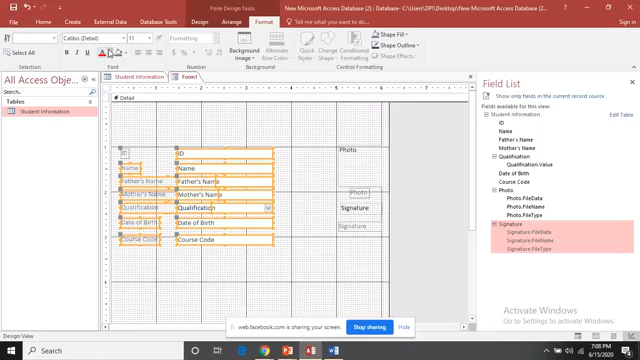 Form Design Tools
New Microsoft Access Database (2) : Database- C:\Users\DPI\Desktop\New Microsoft Access Database (2)
File
Home
Create
External Data
Database Tools
Design
Arrange
Format
Tell me what you want to do...
Calibri (Detail)
11
Select All
B I U
Background Image
Alternate Row Color
Quick Styles
Change Shape
Conditional Formatting
Shape Fill
Shape Outline
Shape Effects
Selection
Font
Number
Background
Control Formatting
All Access Obje...
Search...
Tables
Student Information
Student Information
Form1
Detail
ID
ID
Name
Name
Father's Name
Father's Name
Mother's Name
Mother's Name
Qualification
Qualification
Date of Birth
Date of Birth
Course Code
Course Code
Photo
Photo
Signature
Signature
Field List
Show only fields in the current record source
Fields available for this view:
Student Information
Edit Table
ID
Name
Father's Name
Mother's Name
Qualification
Qualification.Value
Date of Birth
Course Code
Photo
Photo.FileData
Photo.FileName
Photo.FileType
Signature
Signature.FileData
Signature.FileName
Signature.FileType
web.facebook.com is sharing your screen.
Stop sharing
Hide
Activate Windows
Go to Settings to activate Windows.
Design View
Search
7:08 PM
6/15/2020